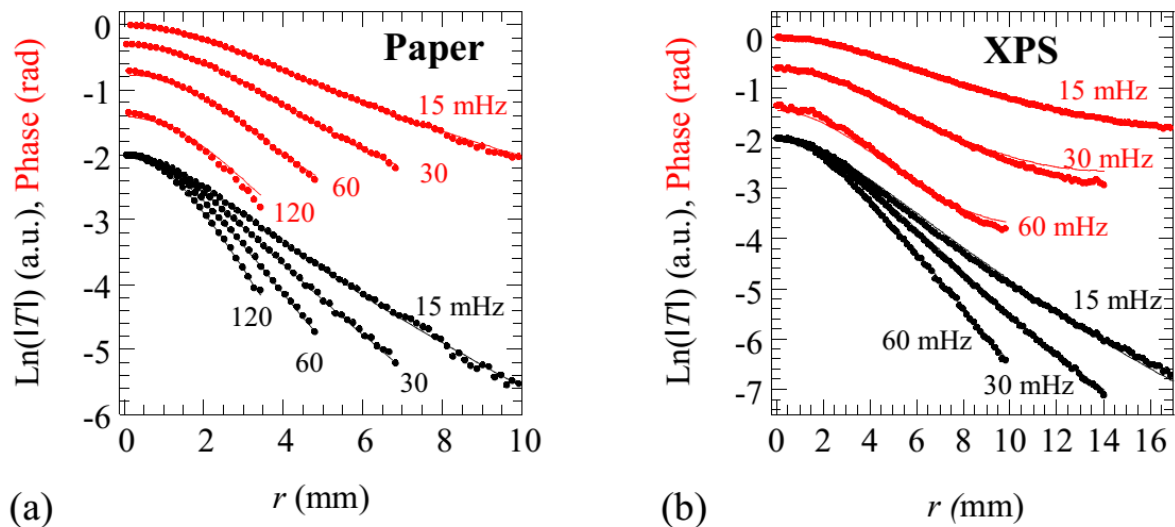 Ln(|T|) (a.u.), Phase (rad)
0
-1
-2
-3
-4
-5
-6
Paper
15 mHz
30
60
120
15 mHz
120
60
30
0 2 4 6 8 10
(a)
r (mm)
Ln(|T|) (a.u.), Phase (rad)
0
-1
-2
-3
-4
-5
-6
-7
XPS
15 mHz
30 mHz
60 mHz
15 mHz
60 mHz
30 mHz
0 2 4 6 8 10 12 14 16
(b)
r (mm)